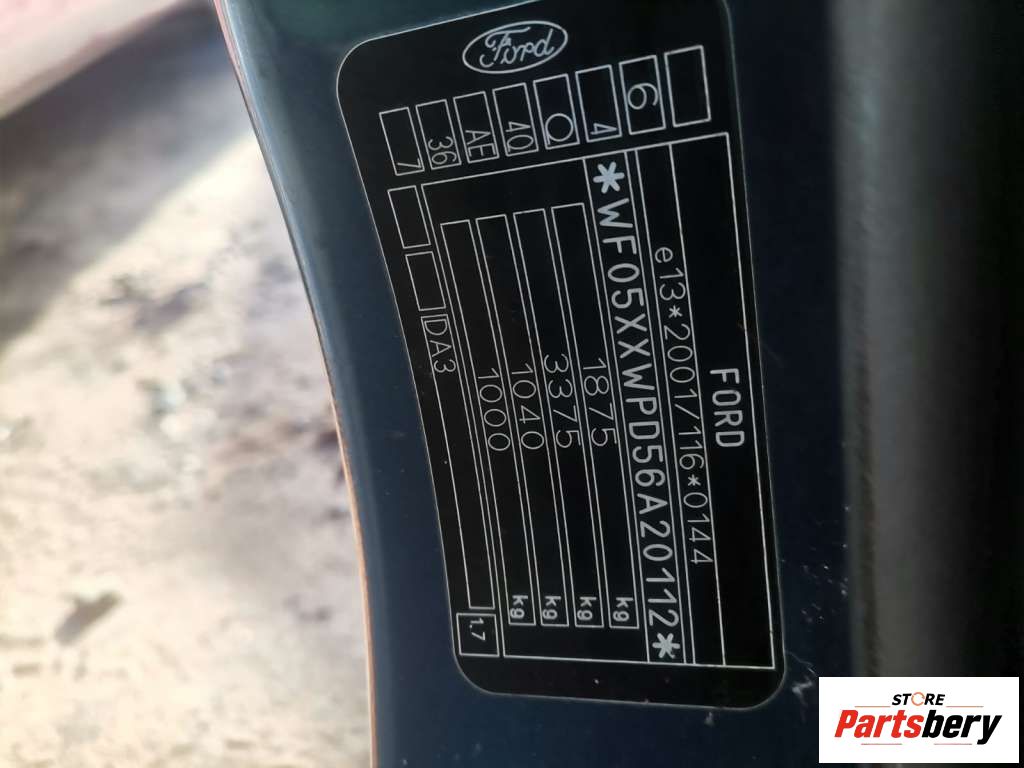 Ford
FORD
e13*2001/116*0144
*WF05XXWPD56A20112*
1875 kg
3375 kg
1040 kg
1000 kg
1.7
6
4
O
40
AE
36
7
DA3
STORE
Partsbery